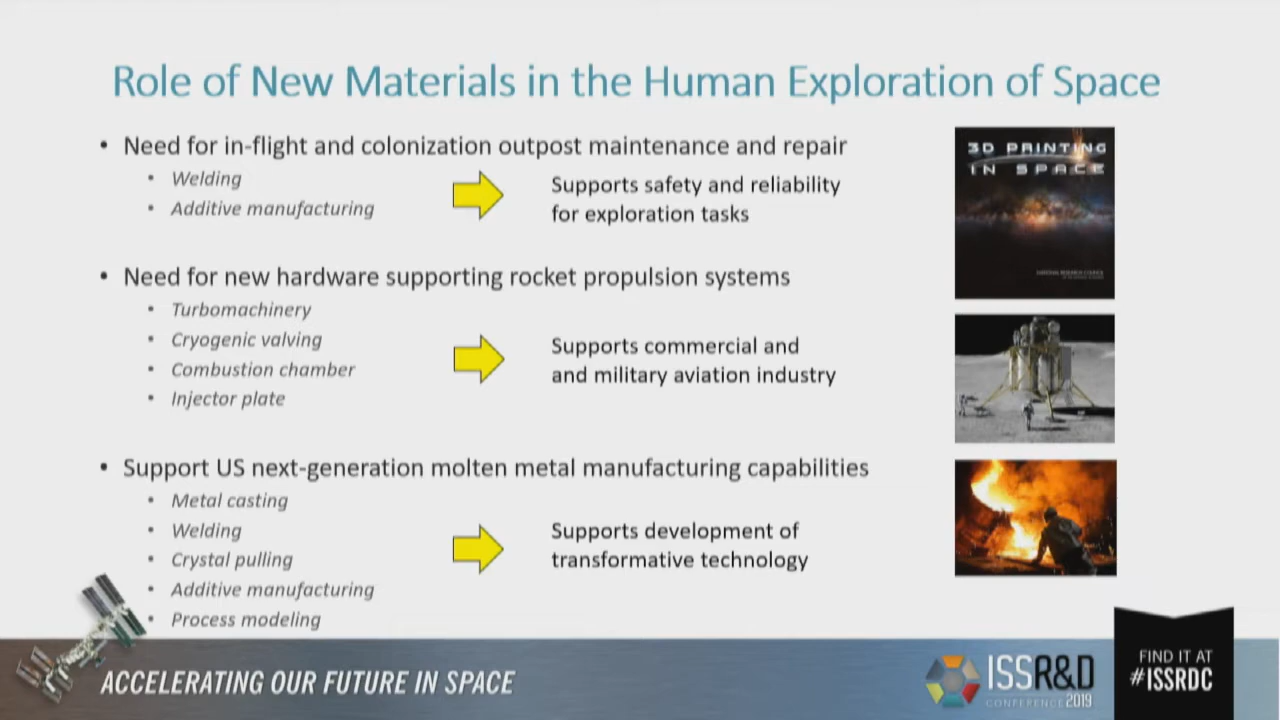 Role of New Materials in the Human Exploration of Space
• Need for in-flight and colonization outpost maintenance and repair
• Welding
• Additive manufacturing
Supports safety and reliability
for exploration tasks
• Need for new hardware supporting rocket propulsion systems
• Turbomachinery
• Cryogenic valving
• Combustion chamber
• Injector plate
Supports commercial and
and military aviation industry
• Support US next-generation molten metal manufacturing capabilities
• Metal casting
• Welding
• Crystal pulling
• Additive manufacturing
• Process modeling
Supports development of
transformative technology
3D PRINTING
IN SPACE
NATIONAL RESEARCH COUNCIL
ACCELERATING OUR FUTURE IN SPACE
ISSR&D
CONFERENCE 2019
FIND IT AT
#ISSRDC